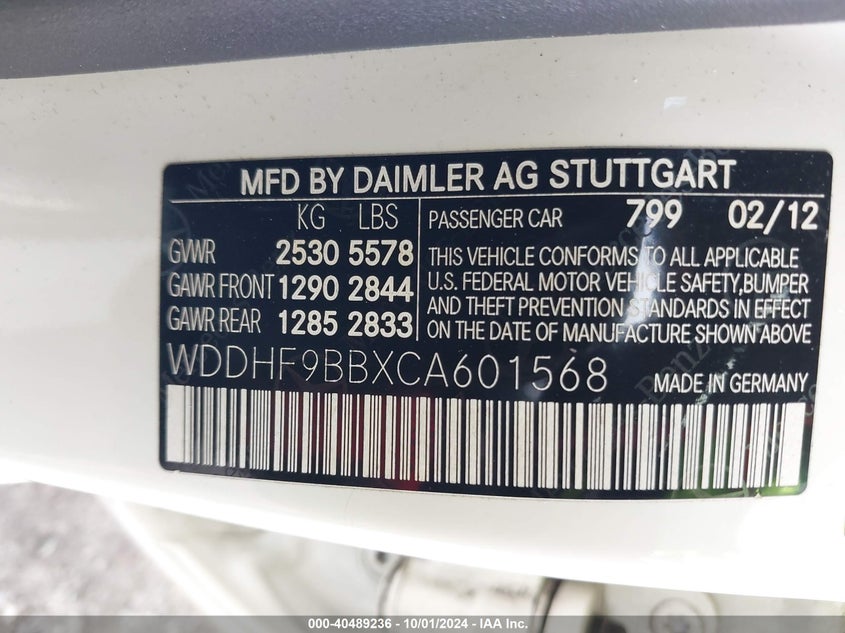 MFD BY DAIMLER AG STUTTGART
KG LBS
GVWR 2530 5578
GAWR FRONT 1290 2844
GAWR REAR 1285 2833
PASSENGER CAR 799 02/12
THIS VEHICLE CONFORMS TO ALL APPLICABLE
U.S. FEDERAL MOTOR VEHICLE SAFETY,BUMPER
AND THEFT PREVENTION STANDARDS IN EFFECT
ON THE DATE OF MANUFACTURE SHOWN ABOVE
WDDHF9BBXCA601568
MADE IN GERMANY
000-40489236 - 10/01/2024 - IAA Inc.